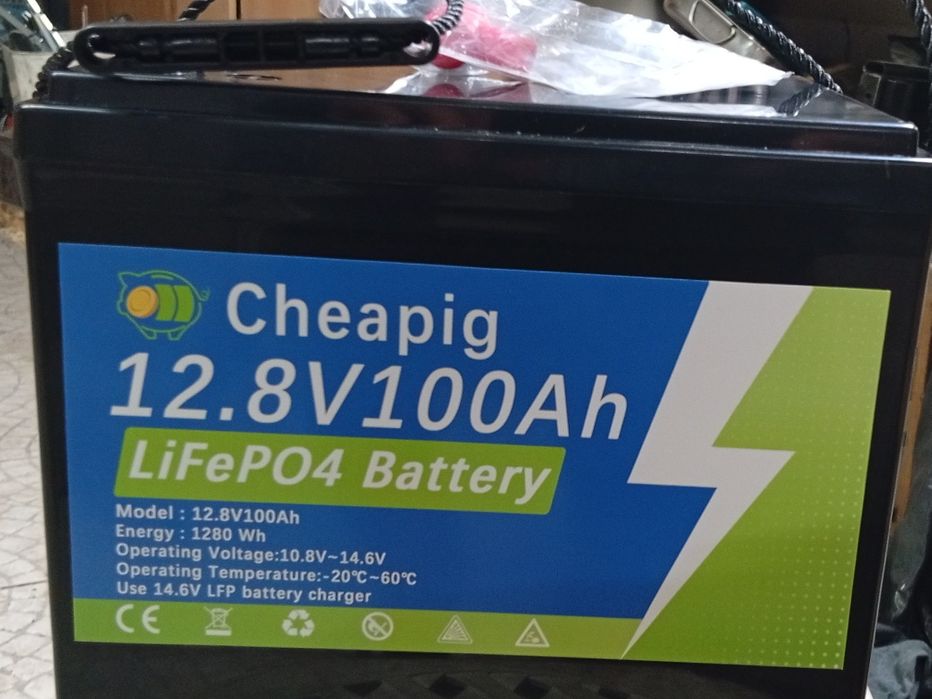 Cheapig
12.8V100Ah
LiFePO4 Battery
Model : 12.8V100Ah
Energy : 1280 Wh
Operating Voltage:10.8V~14.6V
Operating Temperature:-20℃~60℃
Use 14.6V LFP battery charger
CE